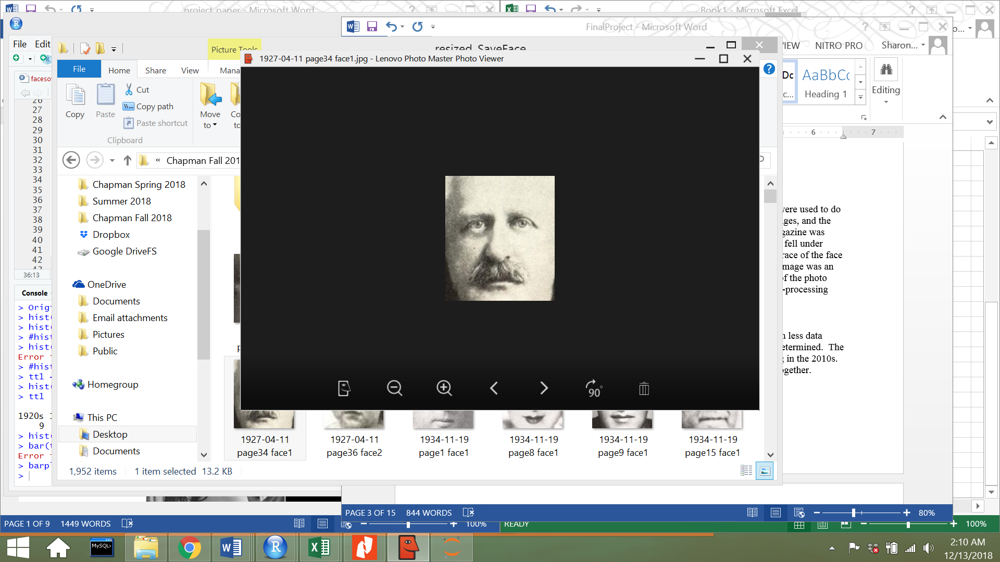 project_paper - Microsoft Word
Book1 - Microsoft Excel
FinalProject - Microsoft Word
File Edit
Picture Tools
resized_SaveFace
VIEW NITRO PRO Sharon...
1927-04-11 page34 face1.jpg - Lenovo Photo Master Photo Viewer
File Home Share View Mana
Copy
Paste
Cut
Copy path
Paste shortcut
Move
to
Co
to
Clipboard
AaBbCc
Heading 1
Editing
faceso
26
27
28
29
30
31
32
33
34
35
36
37
38
39
40
41
42
36:13
6 7
Chapman Fall 201
Chapman Spring 2018
Summer 2018
Chapman Fall 2018
Dropbox
Google DriveFS
OneDrive
Documents
Email attachments
Pictures
Public
Homegroup
This PC
Desktop
Documents
were used to do
ges, and the
gazine was
fell under
race of the face
mage was an
of the photo
-processing
less data
etermined. The
in the 2010s.
ogether.
Console
> Orig
> hist(
> hist(
> #hist
> hist(
Error
> #hist
> tt1
> hist(
> tt1
1920s
9
> hist(
> bar(t
Error
> barp
>
90°
1927-04-11
page34 face1
1927-04-11
page36 face2
1934-11-19
page1 face1
1934-11-19
page8 face1
1934-11-19
page9 face1
1934-11-19
page15 face1
1,952 items 1 item selected 13.2 KB
PAGE 3 OF 15 844 WORDS
80%
PAGE 1 OF 9 1449 WORDS
100%
READY
100%
MySQL>
2:10 AM
12/13/2018